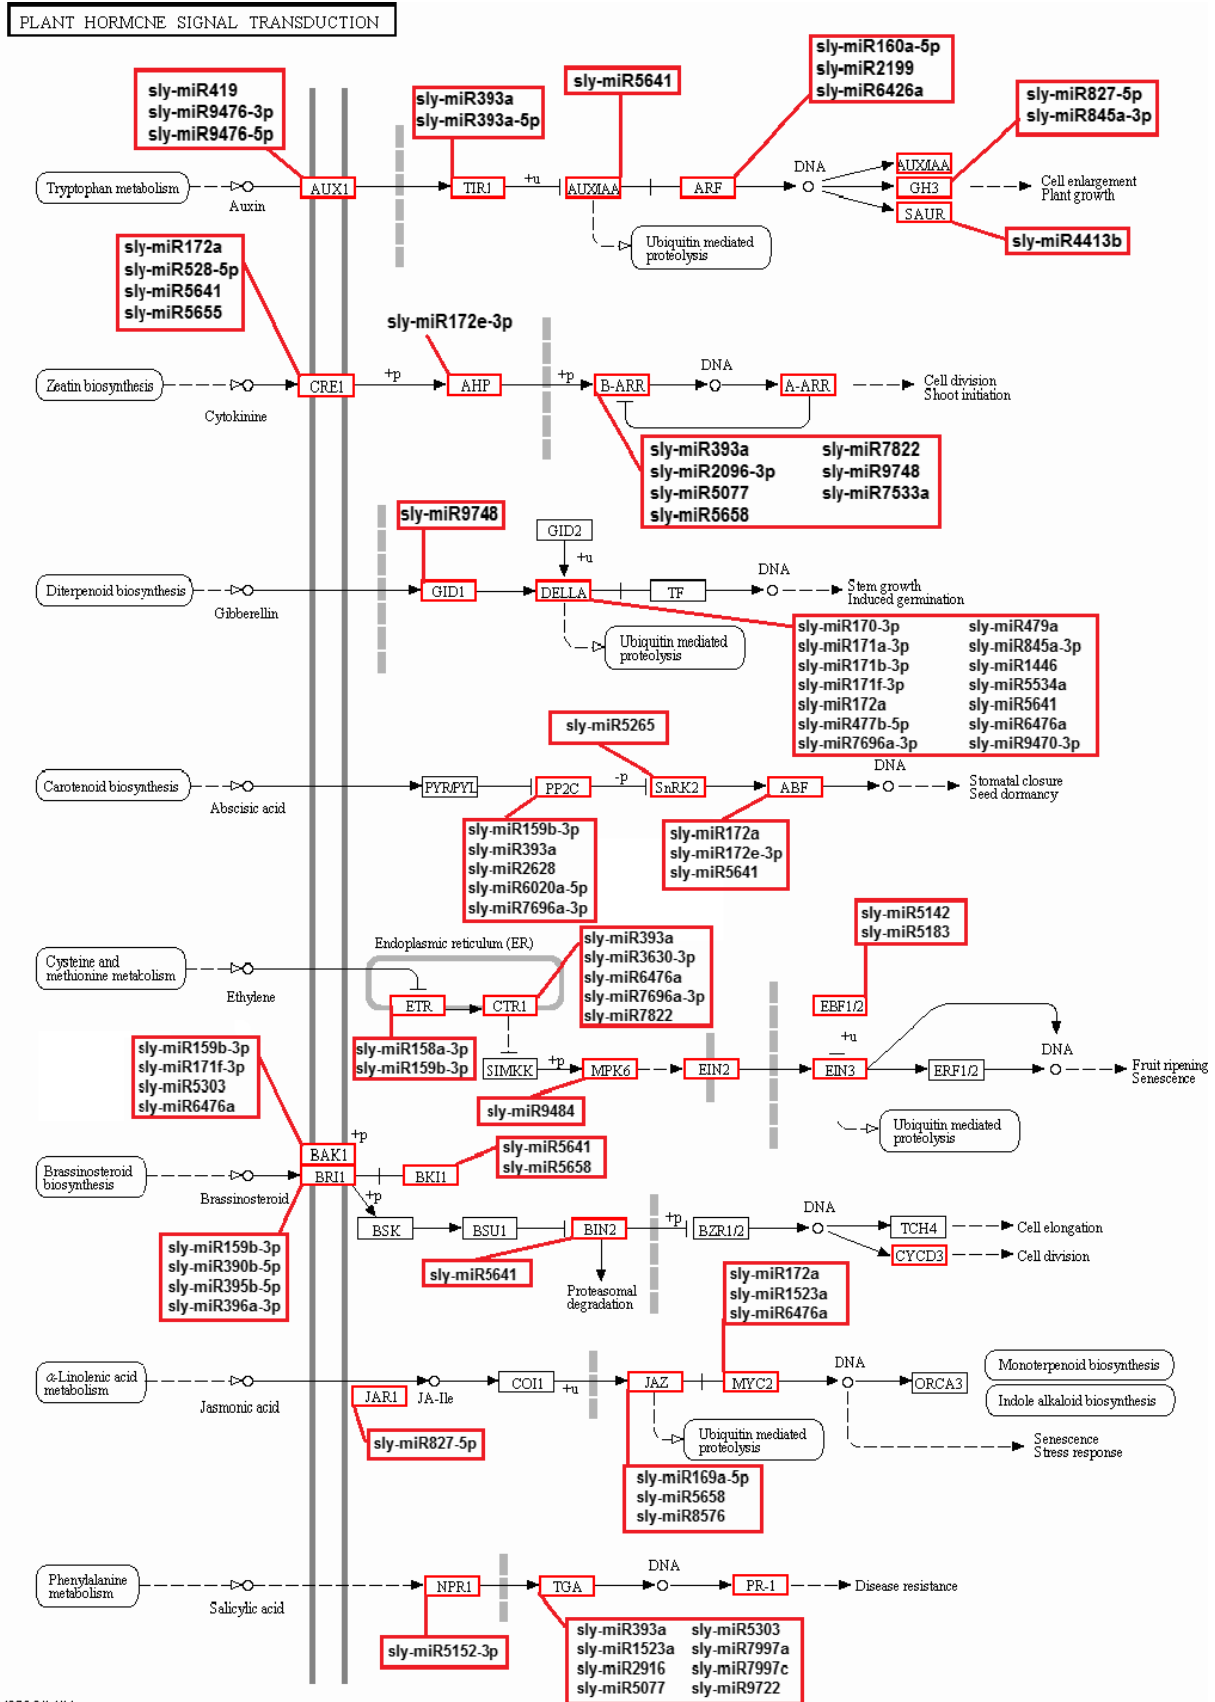 PLANT HORMCNE SIGNAL TRANSDUCTION
sly-miR419
sly-miR9476-3p
sly-miR9476-5p
sly-miR393a
sly-miR393a-5p
sly-miR5641
sly-miR160a-5p
sly-miR2199
sly-miR6426a
sly-miR827-5p
sly-miR845a-3p
Tryptophan metabolism
Auxin
AUX1
TIR1
+u
AUX/IAA
ARF
DNA
AUX/IAA
GH3
SAUR
Cell enlargement
Plant growth
Ubiquitin mediated
proteolysis
sly-miR4413b
sly-miR172a
sly-miR528-5p
sly-miR5641
sly-miR5655
sly-miR172e-3p
Zeatin biosynthesis
Cytokinine
CRE1
+p
AHP
+p
B-ARR
DNA
A-ARR
Cell division
Shoot initiation
sly-miR393a
sly-miR2096-3p
sly-miR5077
sly-miR5658
sly-miR7822
sly-miR9748
sly-miR7533a
sly-miR9748
GID2
+u
Diterpenoid biosynthesis
Gibberellin
GID1
DELLA
TF
DNA
Stem growth
Induced germination
Ubiquitin mediated
proteolysis
sly-miR170-3p
sly-miR171a-3p
sly-miR171b-3p
sly-miR171f-3p
sly-miR172a
sly-miR477b-5p
sly-miR7696a-3p
sly-miR479a
sly-miR845a-3p
sly-miR1446
sly-miR5534a
sly-miR5641
sly-miR6476a
sly-miR9470-3p
sly-miR5265
Carotenoid biosynthesis
Abscisic acid
PYR/PYL
PP2C
-p
SnRK2
ABF
DNA
Stomatal closure
Seed dormancy
sly-miR159b-3p
sly-miR393a
sly-miR2628
sly-miR6020a-5p
sly-miR7696a-3p
sly-miR172a
sly-miR172e-3p
sly-miR5641
Cysteine and
methionine metabolism
Ethylene
Endoplasmic reticulum (ER)
ETR
CTR1
sly-miR393a
sly-miR3630-3p
sly-miR6476a
sly-miR7696a-3p
sly-miR7822
sly-miR5142
sly-miR5183
EBF1/2
+u
sly-miR158a-3p
sly-miR159b-3p
SIMKK
+p
MPK6
EIN2
EIN3
ERF1/2
DNA
Fruit ripening
Senescence
sly-miR9484
Ubiquitin mediated
proteolysis
sly-miR159b-3p
sly-miR171f-3p
sly-miR5303
sly-miR6476a
+p
BAK1
Brassinosteroid
biosynthesis
Brassinosteroid
BRI1
BKI1
sly-miR5641
sly-miR5658
+p
BSK
BSU1
BIN2
+p
BZR1/2
DNA
TCH4
Cell elongation
CYCD3
Cell division
sly-miR159b-3p
sly-miR390b-5p
sly-miR395b-5p
sly-miR396a-3p
sly-miR5641
Proteasomal
degradation
sly-miR172a
sly-miR1523a
sly-miR6476a
α-Linolenic acid
metabolism
Jasmonic acid
JAR1
JA-Ile
COI1
+u
JAZ
MYC2
DNA
ORCA3
Monoterpenoid biosynthesis
Indole alkaloid biosynthesis
sly-miR827-5p
Ubiquitin mediated
proteolysis
Senescence
Stress response
sly-miR169a-5p
sly-miR5658
sly-miR8576
Phenylalanine
metabolism
Salicylic acid
NPR1
TGA
DNA
PR-1
Disease resistance
sly-miR5152-3p
sly-miR393a
sly-miR1523a
sly-miR2916
sly-miR5077
sly-miR5303
sly-miR7997a
sly-miR7997c
sly-miR9722